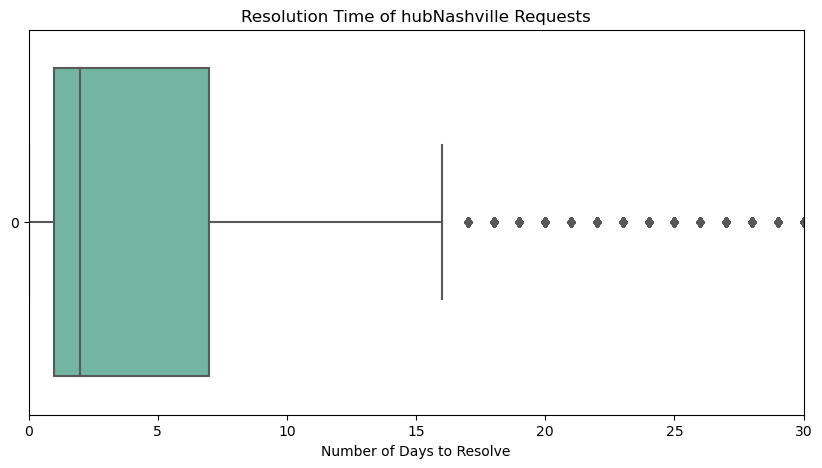 Resolution Time of hubNashville Requests
0
0 5 10 15 20 25 30
Number of Days to Resolve